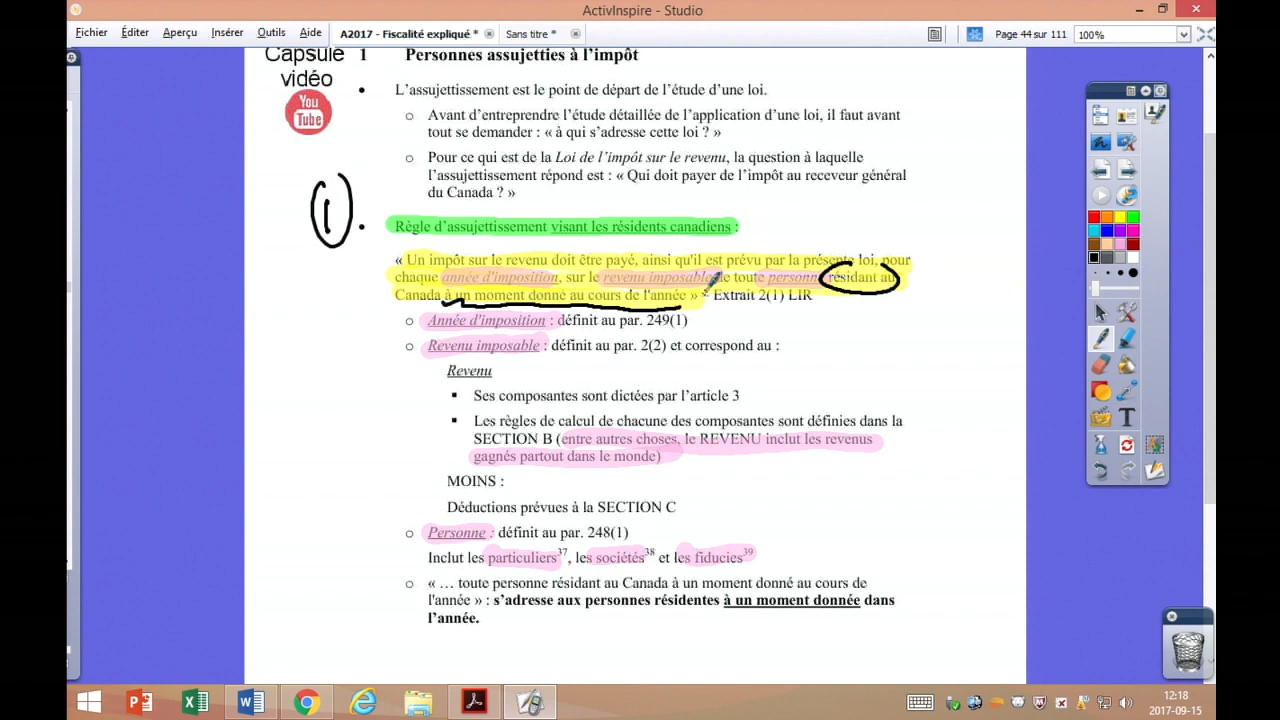 ActivInspire - Studio
Fichier Éditer Aperçu Insérer Outils Aide A2017 - Fiscalité expliqué * Sans titre * Page 44 sur 111 100%
Capsule
vidéo
You
Tube
1 Personnes assujetties à l'impôt
• L'assujettissement est le point de départ de l'étude d'une loi.
o Avant d'entreprendre l'étude détaillée de l'application d'une loi, il faut avant
tout se demander : « à qui s'adresse cette loi ? »
o Pour ce qui est de la Loi de l'impôt sur le revenu, la question à laquelle
l'assujettissement répond est : « Qui doit payer de l'impôt au receveur général
du Canada ? »
1
• Règle d'assujettissement visant les résidents canadiens :
« Un impôt sur le revenu doit être payé, ainsi qu'il est prévu par la présente loi, pour
chaque année d'imposition, sur le revenu imposable de toute personne résidant au
Canada à un moment donné au cours de l'année » – Extrait 2(1) LIR
o Année d'imposition : définit au par. 249(1)
o Revenu imposable : définit au par. 2(2) et correspond au :
Revenu
▪ Ses composantes sont dictées par l'article 3
▪ Les règles de calcul de chacune des composantes sont définies dans la
SECTION B (entre autres choses, le REVENU inclut les revenus
gagnés partout dans le monde)
MOINS :
Déductions prévues à la SECTION C
o Personne : définit au par. 248(1)
Inclut les particuliers37, les sociétés38 et les fiducies39
o « … toute personne résidant au Canada à un moment donné au cours de
l'année » : s'adresse aux personnes résidentes à un moment donnée dans
l'année.
12:18
2017-09-15